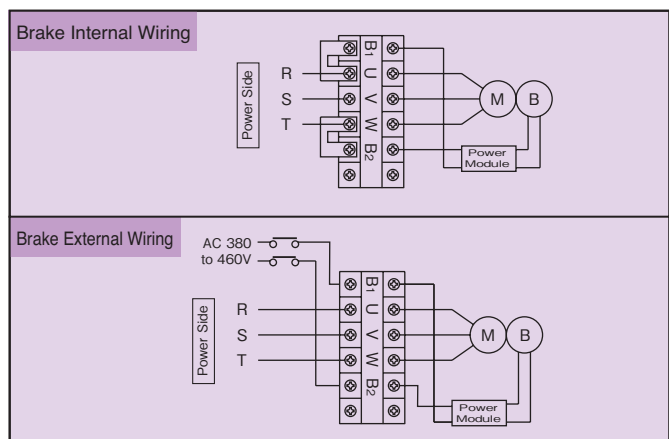 Brake Internal Wiring
Power Side
R
S
T
B1
U
V
W
B2
M
B
Power
Module
Brake External Wiring
AC 380
to 460V
Power Side
R
S
T
B1
U
V
W
B2
M
B
Power
Module